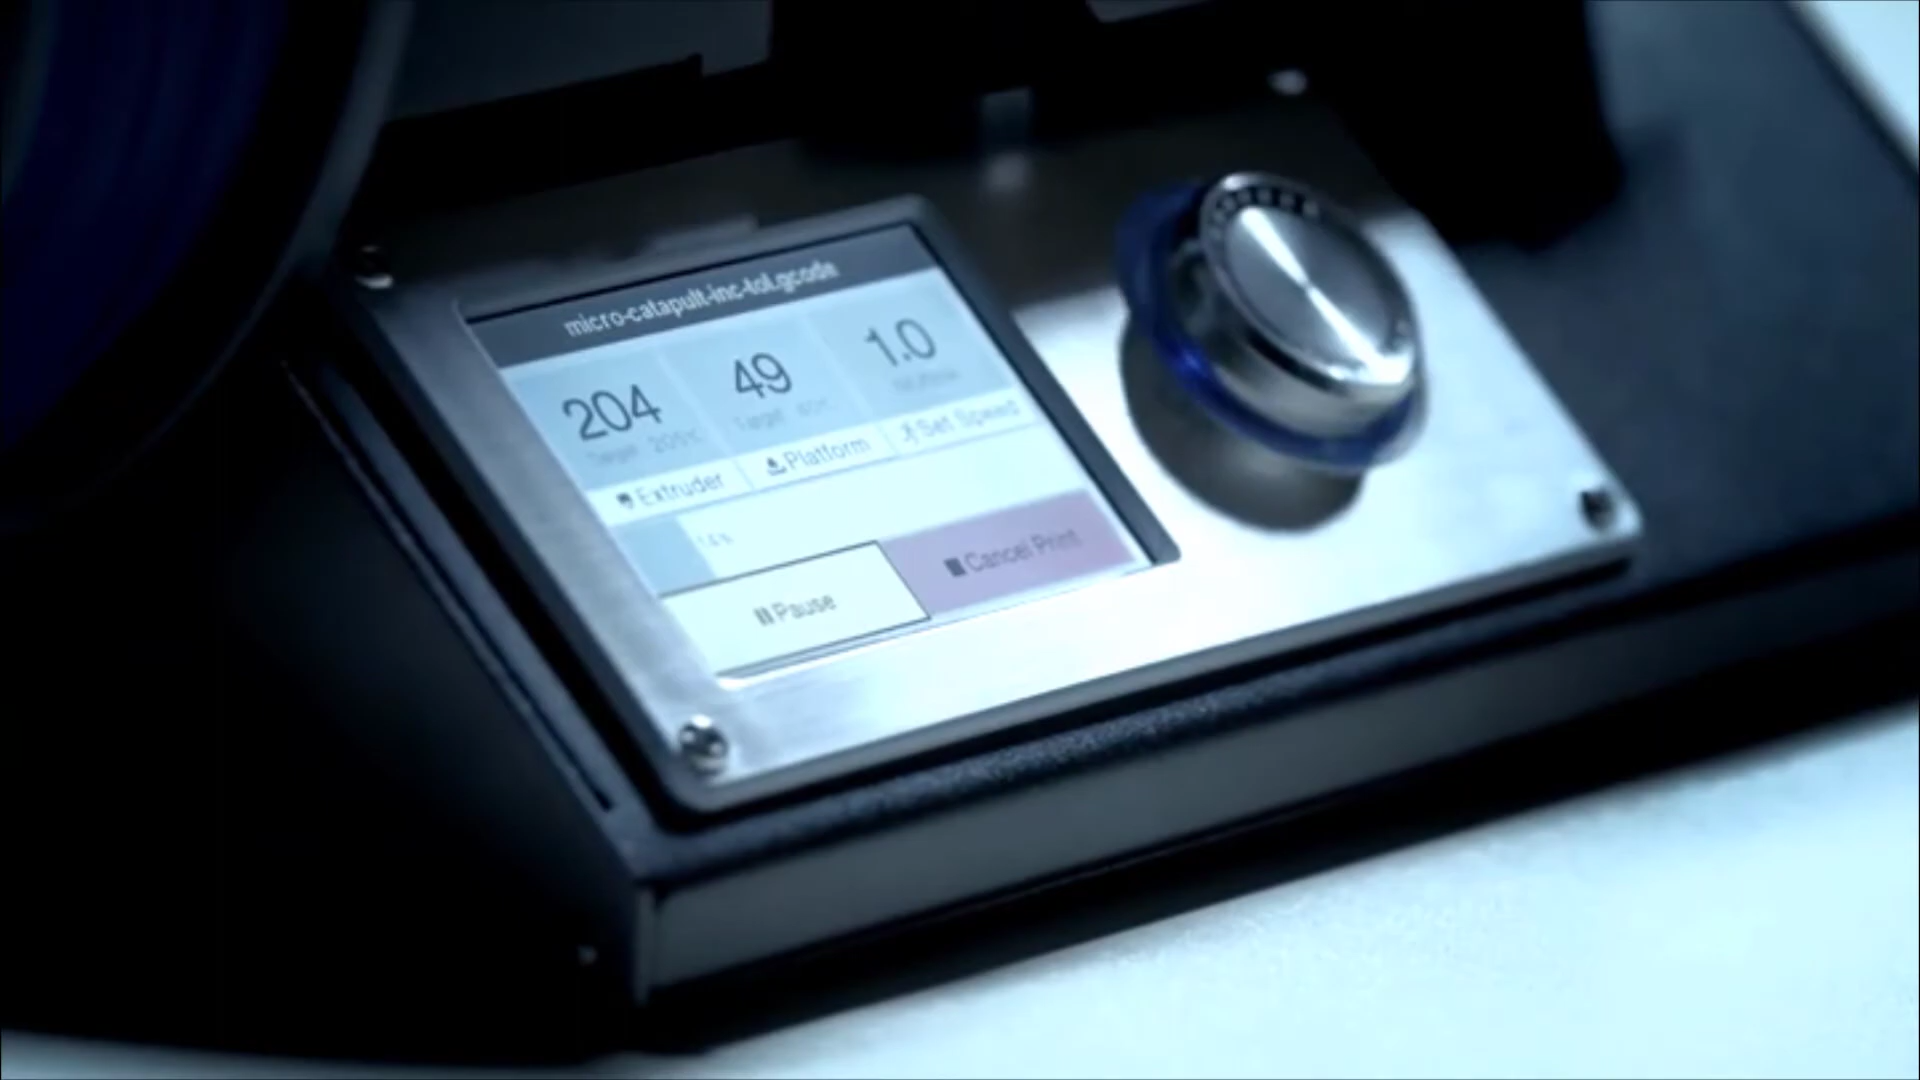 micro-catapult-inc-tol.gcode
204 49 1.0
Target 205°C Target
Extruder Platform Set Speed
14%
Pause Cancel Print